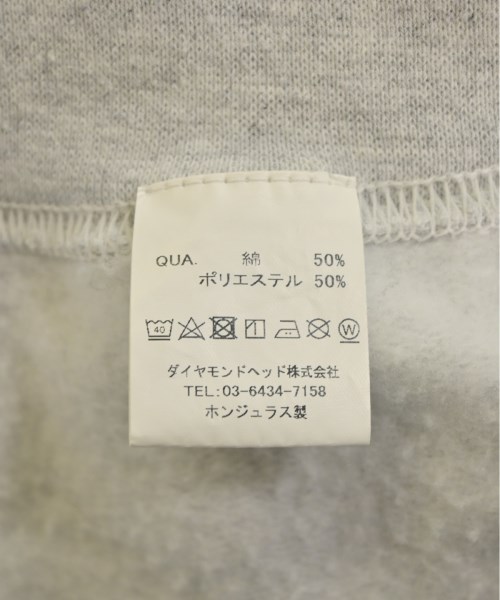 QUA. 綿 50%
ポリエステル 50%
40 W
ダイヤモンドヘッド株式会社
TEL: 03-6434-7158
ホンジュラス製